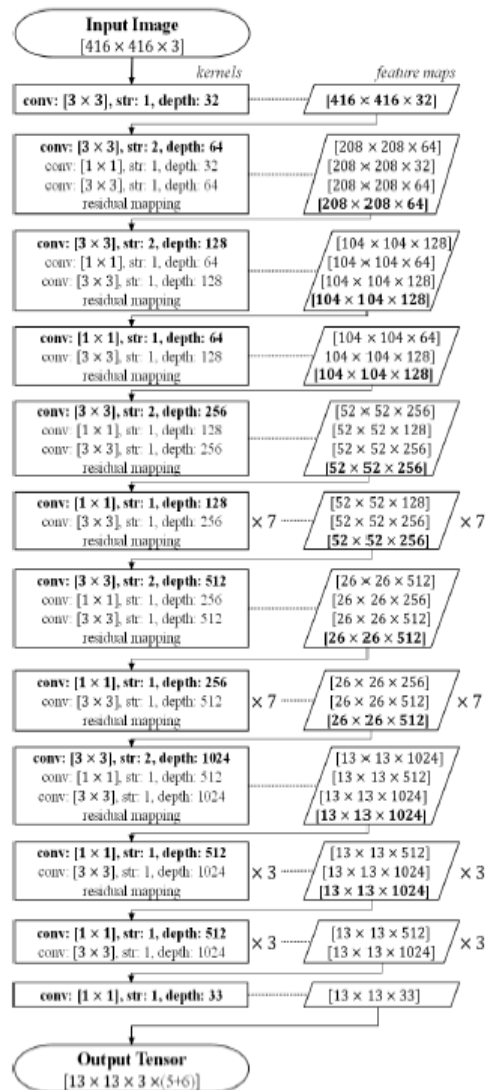 Input Image
[416 × 416 × 3]
kernels
feature maps
conv: [3 × 3], str: 1, depth: 32
[416 × 416 × 32]
conv: [3 × 3], str: 2, depth: 64
conv: [1 × 1], str: 1, depth: 32
conv: [3 × 3], str: 1, depth: 64
residual mapping
[208 × 208 × 64]
[208 × 208 × 32]
[208 × 208 × 64]
[208 × 208 × 64]
conv: [3 × 3], str: 2, depth: 128
conv: [1 × 1], str: 1, depth: 64
conv: [3 × 3], str: 1, depth: 128
residual mapping
[104 × 104 × 128]
[104 × 104 × 64]
[104 × 104 × 128]
[104 × 104 × 128]
conv: [1 × 1], str: 1, depth: 64
conv: [3 × 3], str: 1, depth: 128
residual mapping
[104 × 104 × 64]
104 × 104 × 128]
[104 × 104 × 128]
conv: [3 × 3], str: 2, depth: 256
conv: [1 × 1], str: 1, depth: 128
conv: [3 × 3], str: 1, depth: 256
residual mapping
[52 × 52 × 256]
[52 × 52 × 128]
[52 × 52 × 256]
[52 × 52 × 256]
conv: [1 × 1], str: 1, depth: 128
conv: [3 × 3], str: 1, depth: 256
residual mapping
× 7
[52 × 52 × 128]
[52 × 52 × 256]
[52 × 52 × 256]
× 7
conv: [3 × 3], str: 2, depth: 512
conv: [1 × 1], str: 1, depth: 256
conv: [3 × 3], str: 1, depth: 512
residual mapping
[26 × 26 × 512]
[26 × 26 × 256]
[26 × 26 × 512]
[26 × 26 × 512]
conv: [1 × 1], str: 1, depth: 256
conv: [3 × 3], str: 1, depth: 512
residual mapping
× 7
[26 × 26 × 256]
[26 × 26 × 512]
[26 × 26 × 512]
× 7
conv: [3 × 3], str: 2, depth: 1024
conv: [1 × 1], str: 1, depth: 512
conv: [3 × 3], str: 1, depth: 1024
residual mapping
[13 × 13 × 1024]
[13 × 13 × 512]
[13 × 13 × 1024]
[13 × 13 × 1024]
conv: [1 × 1], str: 1, depth: 512
conv: [3 × 3], str: 1, depth: 1024
residual mapping
× 3
[13 × 13 × 512]
[13 × 13 × 1024]
[13 × 13 × 1024]
× 3
conv: [1 × 1], str: 1, depth: 512
conv: [3 × 3], str: 1, depth: 1024
× 3
[13 × 13 × 512]
[13 × 13 × 1024]
× 3
conv: [1 × 1], str: 1, depth: 33
[13 × 13 × 33]
Output Tensor
[13 × 13 × 3 ×(5+6)]